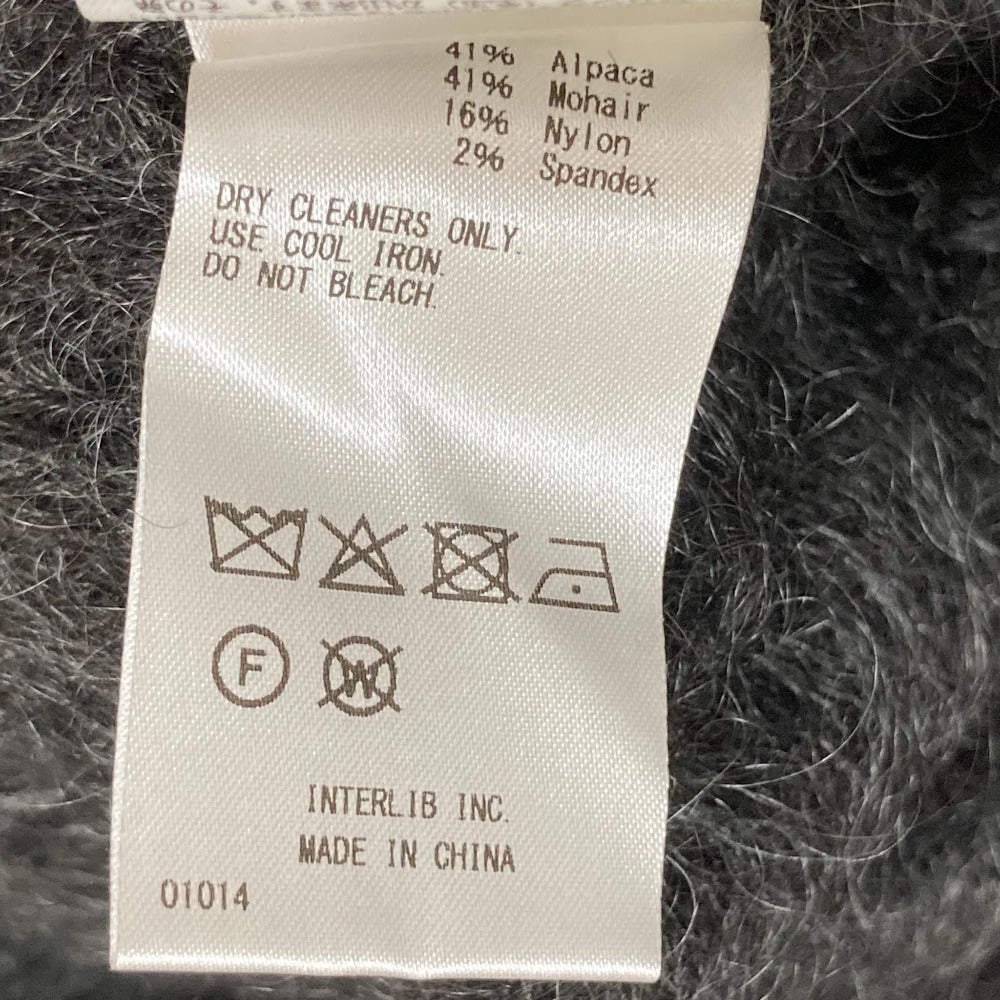 41% Alpaca
41% Mohair
16% Nylon
2% Spandex
DRY CLEANERS ONLY.
USE COOL IRON.
DO NOT BLEACH.
F W
INTERLIB INC.
MADE IN CHINA
01014